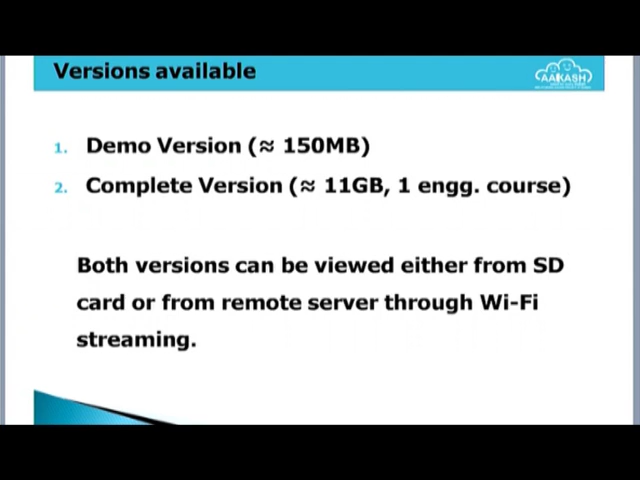 Versions available
AAKASH
1. Demo Version (≈ 150MB)
2. Complete Version (≈ 11GB, 1 engg. course)
Both versions can be viewed either from SD
card or from remote server through Wi-Fi
streaming.